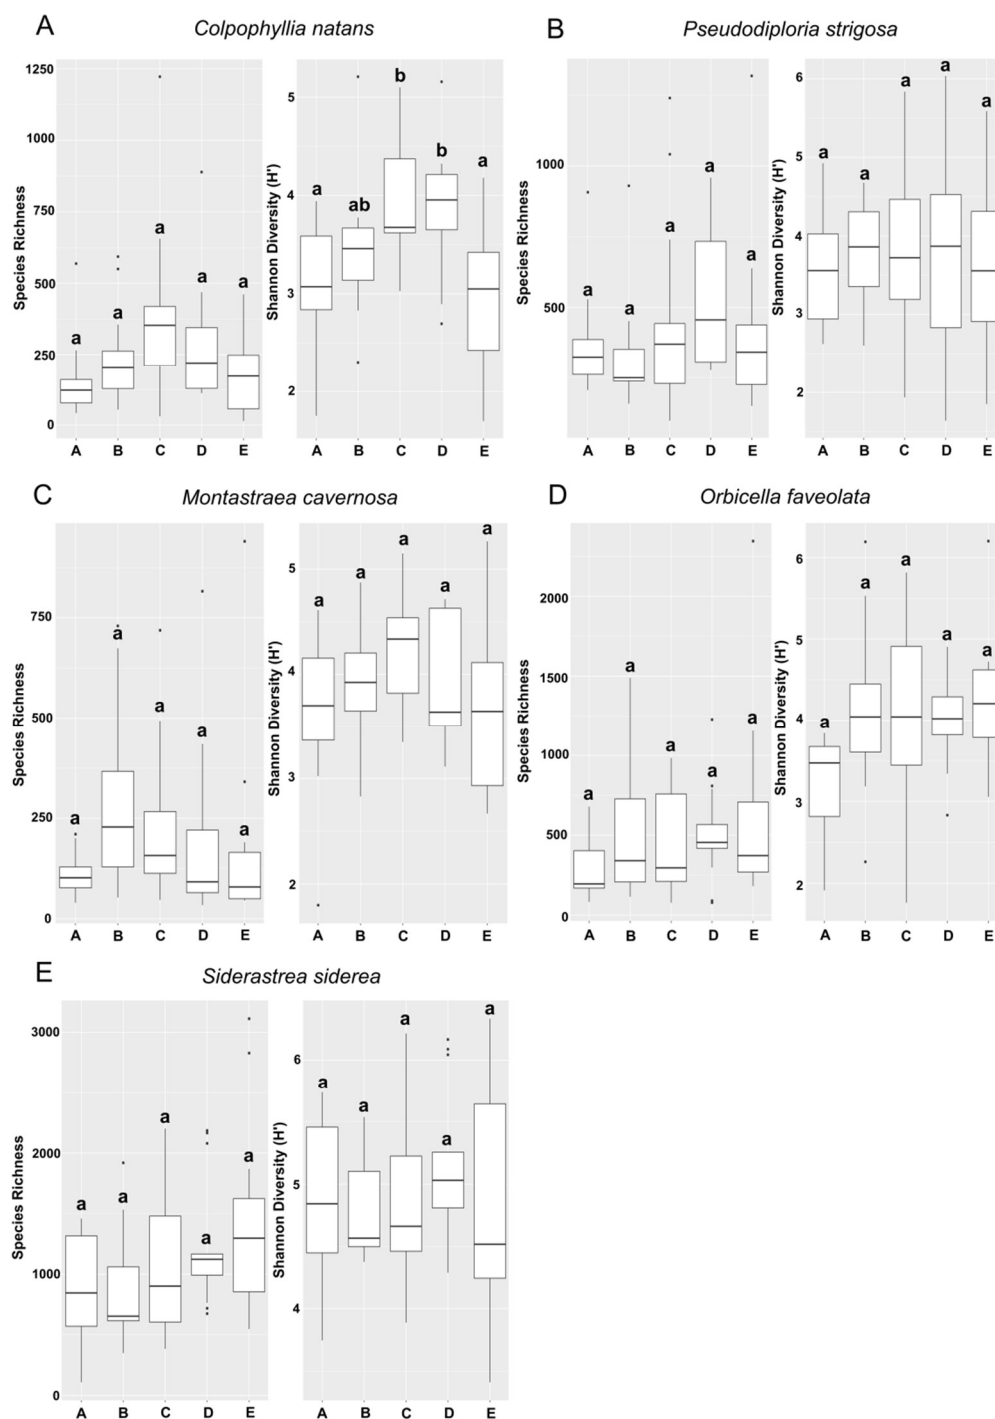 A
Colpophyllia natans
B
Pseudodiploria strigosa
Species Richness
1250
1000
750
500
250
0
a a a a a
A B C D E
Shannon Diversity (H')
5
4
3
2
a ab b b a
A B C D E
Species Richness
1000
500
a a a a a
A B C D E
Shannon Diversity (H')
6
5
4
3
2
a a a a a
A B C D E
C
Montastraea cavernosa
D
Orbicella faveolata
Species Richness
750
500
250
0
a a a a a
A B C D E
Shannon Diversity (H')
5
4
3
2
a a a a a
A B C D E
Species Richness
2000
1500
1000
500
0
a a a a a
A B C D E
Shannon Diversity (H')
6
5
4
3
2
a a a a a
A B C D E
E
Siderastrea siderea
Species Richness
3000
2000
1000
0
a a a a a
A B C D E
Shannon Diversity (H')
6
5
4
a a a a a
A B C D E